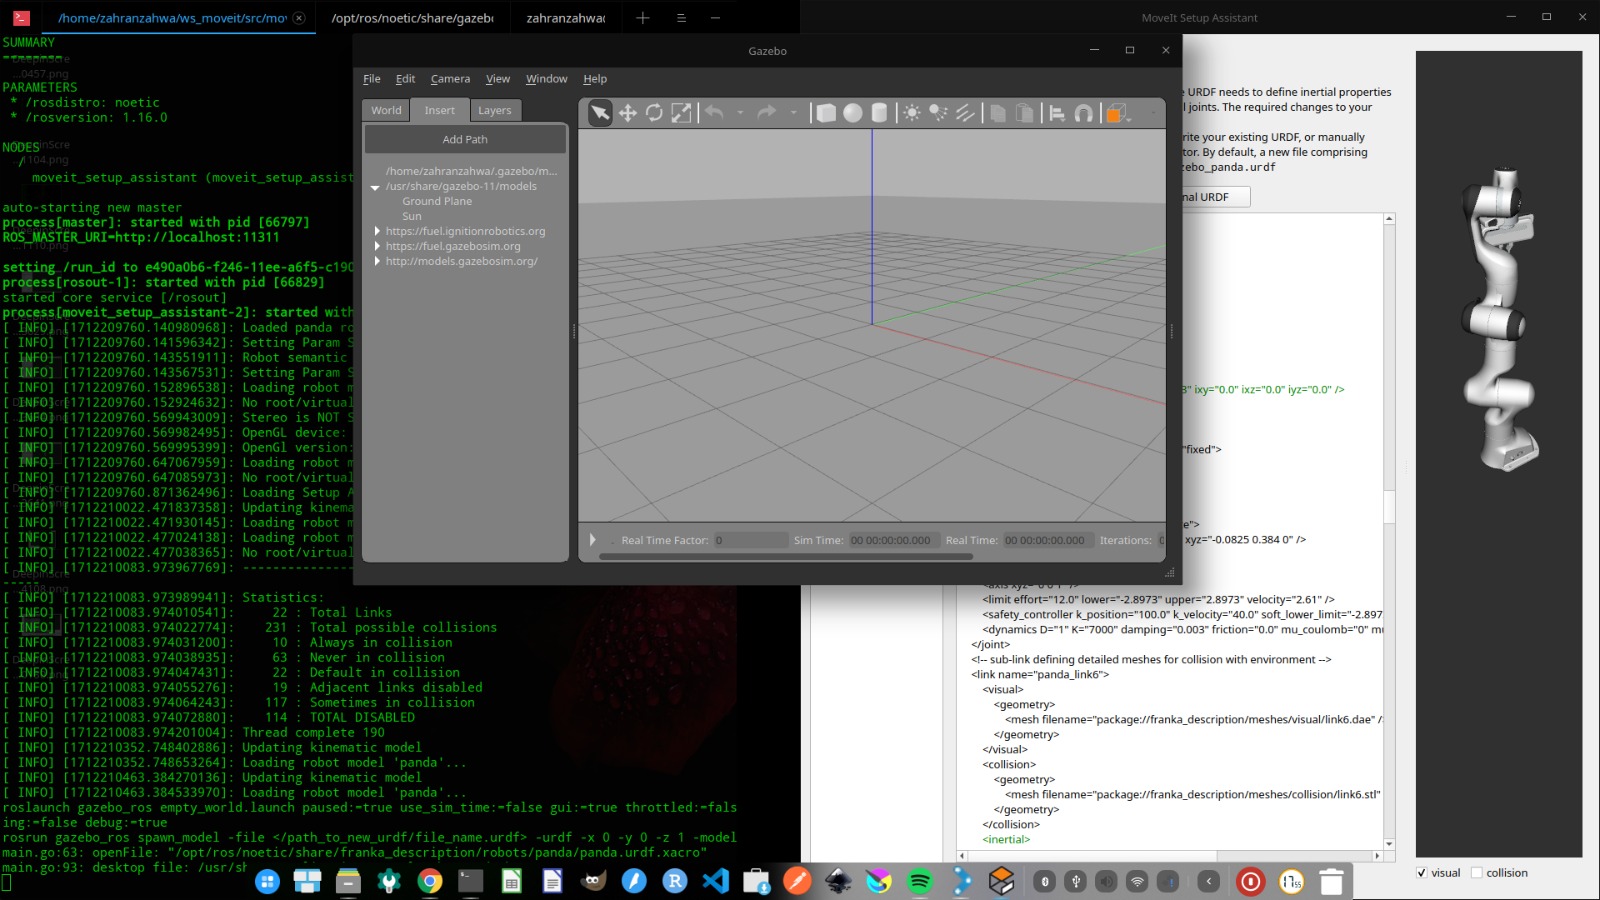 /home/zahranzahwa/ws_moveit/src/mov
/opt/ros/noetic/share/gazeb
zahranzahwa
MoveIt Setup Assistant
SUMMARY
========
PARAMETERS
* /rosdistro: noetic
* /rosversion: 1.16.0
NODES
/
moveit_setup_assistant (moveit_setup_assist
auto-starting new master
process[master]: started with pid [66797]
ROS_MASTER_URI=http://localhost:11311
setting /run_id to e490a0b6-f246-11ee-a6f5-c190
process[rosout-1]: started with pid [66829]
started core service [/rosout]
process[moveit_setup_assistant-2]: started with
[ INFO] [1712209760.140980968]: Loaded panda ro
[ INFO] [1712209760.141596342]: Setting Param S
[ INFO] [1712209760.143551911]: Robot semantic
[ INFO] [1712209760.143567531]: Setting Param S
[ INFO] [1712209760.152896538]: Loading robot m
[ INFO] [1712209760.152924632]: No root/virtual
[ INFO] [1712209760.569943009]: Stereo is NOT S
[ INFO] [1712209760.569982495]: OpenGL device:
[ INFO] [1712209760.569995399]: OpenGl version:
[ INFO] [1712209760.647067959]: Loading robot m
[ INFO] [1712209760.647085973]: No root/virtual
[ INFO] [1712209760.871362496]: Loading Setup A
[ INFO] [1712210022.471837358]: Updating kinema
[ INFO] [1712210022.471930145]: Loading robot m
[ INFO] [1712210022.477024138]: Loading robot m
[ INFO] [1712210022.477038365]: No root/virtual
[ INFO] [1712210083.973967769]: ---------------
-----
[ INFO] [1712210083.973989941]: Statistics:
[ INFO] [1712210083.974010541]: 22 : Total Links
[ INFO] [1712210083.974022774]: 231 : Total possible collisions
[ INFO] [1712210083.974031200]: 10 : Always in collision
[ INFO] [1712210083.974038935]: 63 : Never in collision
[ INFO] [1712210083.974047431]: 22 : Default in collision
[ INFO] [1712210083.974055276]: 19 : Adjacent links disabled
[ INFO] [1712210083.974064243]: 117 : Sometimes in collision
[ INFO] [1712210083.974072880]: 114 : TOTAL DISABLED
[ INFO] [1712210083.974201004]: Thread complete 190
[ INFO] [1712210352.748402886]: Updating kinematic model
[ INFO] [1712210352.748653264]: Loading robot model 'panda'...
[ INFO] [1712210463.384270136]: Updating kinematic model
[ INFO] [1712210463.384533970]: Loading robot model 'panda'...
roslaunch gazebo_ros empty_world.launch paused:=true use_sim_time:=false gui:=true throttled:=fals
ing:=false debug:=true
rosrun gazebo_ros spawn_model -file </path_to_new_urdf/file_name.urdf> -urdf -x 0 -y 0 -z 1 -model
main.go:63: openFile: "/opt/ros/noetic/share/franka_description/robots/panda/panda.urdf.xacro"
main.go:93: desktop file: /usr/sh
Gazebo
File Edit Camera View Window Help
World Insert Layers
Add Path
/home/zahranzahwa/.gazebo/m...
/usr/share/gazebo-11/models
Ground Plane
Sun
https://fuel.ignitionrobotics.org
https://fuel.gazebosim.org
http://models.gazebosim.org/
Real Time Factor: 0 Sim Time: 00 00:00:00.000 Real Time: 00 00:00:00.000 Iterations:
e URDF needs to define inertial properties
l joints. The required changes to your
rite your existing URDF, or manually
tor. By default, a new file comprising
zebo_panda.urdf
nal URDF
3" ixy="0.0" ixz="0.0" iyz="0.0" />
"fixed">
e">
xyz="-0.0825 0.384 0" />
<axis xyz="0 0 1" />
<limit effort="12.0" lower="-2.8973" upper="2.8973" velocity="2.61" />
<safety_controller k_position="100.0" k_velocity="40.0" soft_lower_limit="-2.897
<dynamics D="1" K="7000" damping="0.003" friction="0.0" mu_coulomb="0" m
</joint>
<!-- sub-link defining detailed meshes for collision with environment -->
<link name="panda_link6">
<visual>
<geometry>
<mesh filename="package://franka_description/meshes/visual/link6.dae" /
</geometry>
</visual>
<collision>
<geometry>
<mesh filename="package://franka_description/meshes/collision/link6.stl"
</geometry>
</collision>
<inertial>
visual collision